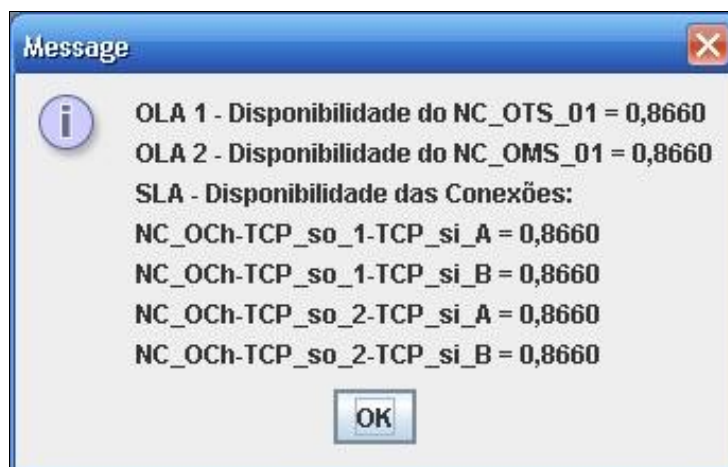 Message
OLA 1 - Disponibilidade do NC_OTS_01 = 0,8660
OLA 2 - Disponibilidade do NC_OMS_01 = 0,8660
SLA - Disponibilidade das Conexões:
NC_OCh-TCP_so_1-TCP_si_A = 0,8660
NC_OCh-TCP_so_1-TCP_si_B = 0,8660
NC_OCh-TCP_so_2-TCP_si_A = 0,8660
NC_OCh-TCP_so_2-TCP_si_B = 0,8660
OK